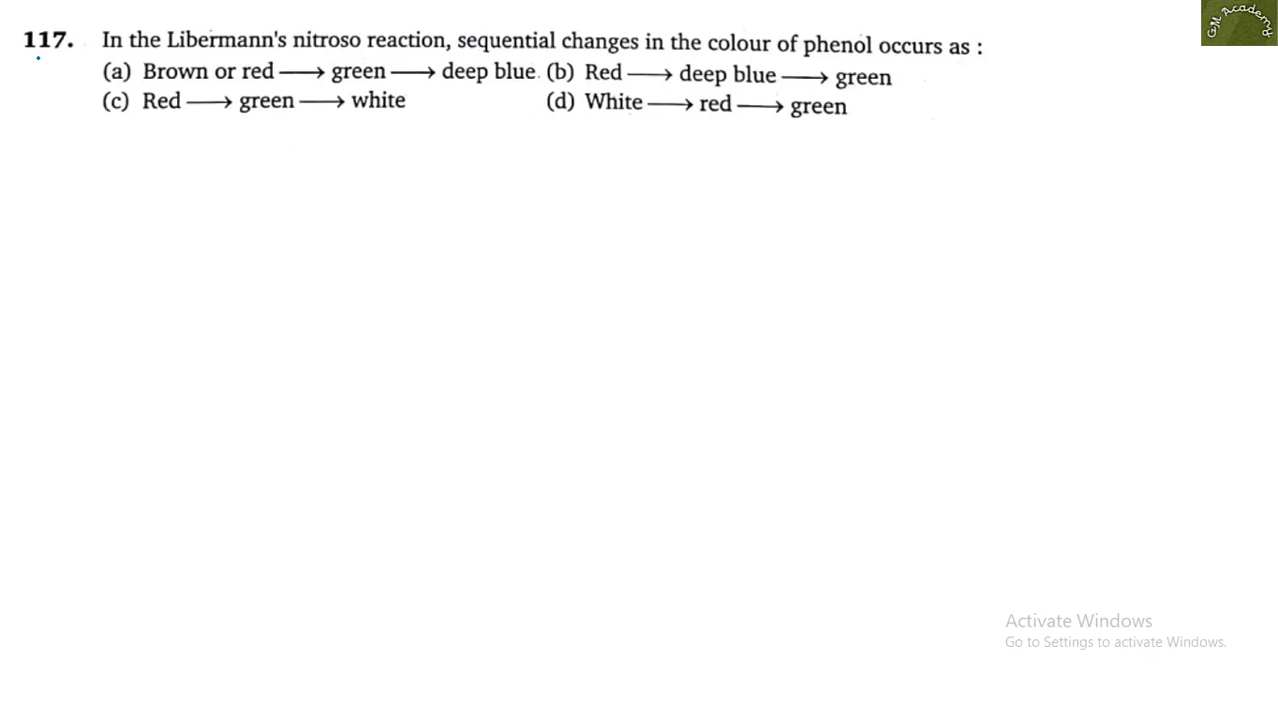 GM Academy
117. In the Libermann's nitroso reaction, sequential changes in the colour of phenol occurs as :
(a) Brown or red ⟶ green ⟶ deep blue (b) Red ⟶ deep blue ⟶ green
(c) Red ⟶ green ⟶ white (d) White ⟶ red ⟶ green
Activate Windows
Go to Settings to activate Windows.